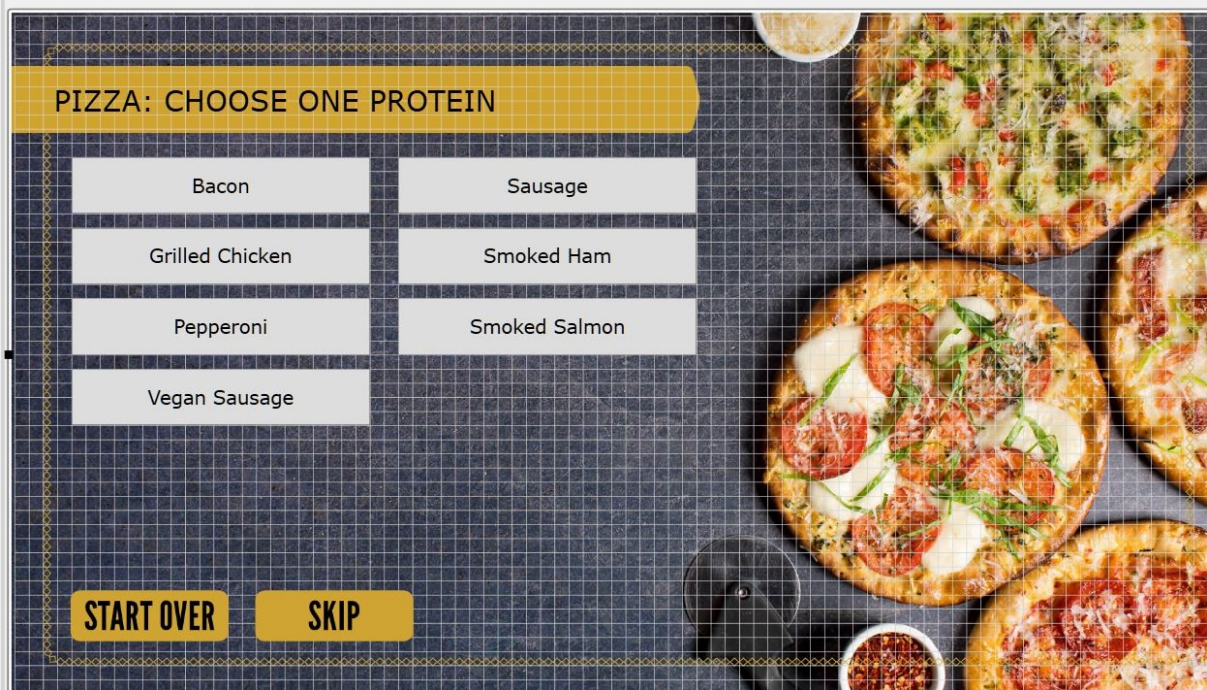 PIZZA: CHOOSE ONE PROTEIN
Bacon
Sausage
Grilled Chicken
Smoked Ham
Pepperoni
Smoked Salmon
Vegan Sausage
START OVER
SKIP